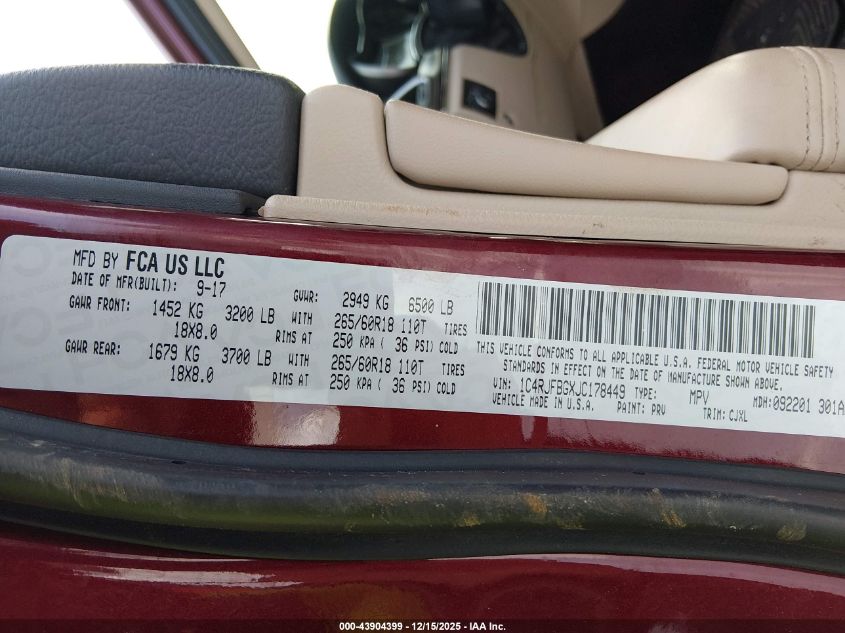 MFD BY FCA US LLC
DATE OF MFR(BUILT): 9-17 GVWR: 2949 KG 6500 LB
GAWR FRONT: 1452 KG 3200 LB WITH 265/60R18 110T TIRES
18X8.0 RIMS AT 250 KPA ( 36 PSI) COLD
GAWR REAR: 1679 KG 3700 LB WITH 265/60R18 110T TIRES
18X8.0 RIMS AT 250 KPA ( 36 PSI) COLD
THIS VEHICLE CONFORMS TO ALL APPLICABLE U.S.A. FEDERAL MOTOR VEHICLE SAFETY
STANDARDS IN EFFECT ON THE DATE OF MANUFACTURE SHOWN ABOVE.
VIN: 1C4RJFBGXJC178449 TYPE: MPV MDH: 092201 301A
VEHICLE MADE IN U.S.A. PAINT: PRV TRIM: CJXL
000-43904399 - 12/15/2025 - IAA Inc.